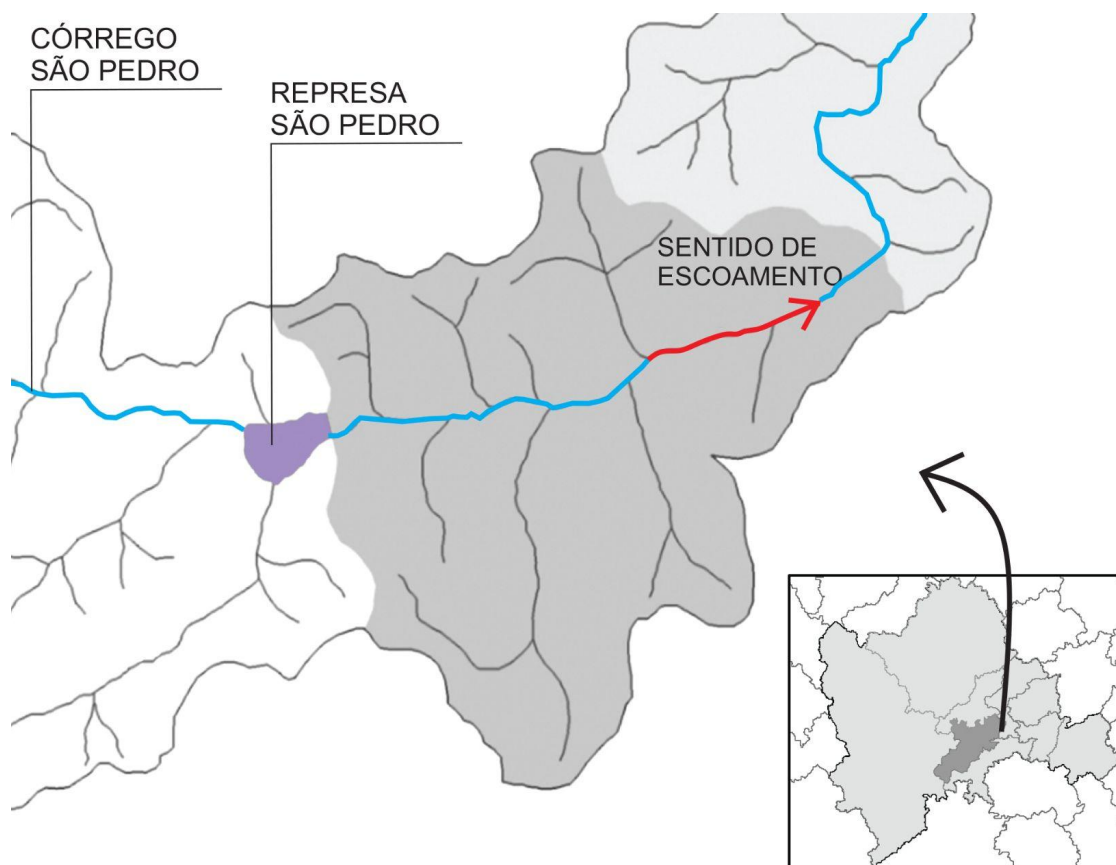 CÓRREGO
SÃO PEDRO
REPRESA
SÃO PEDRO
SENTIDO DE
ESCOAMENTO